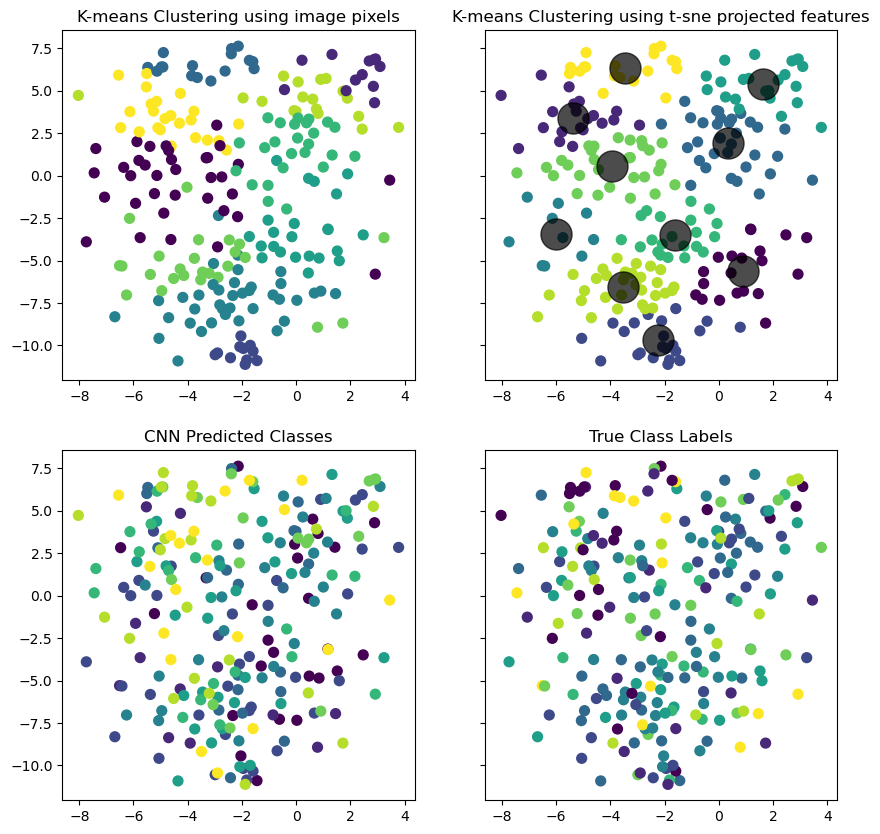 K-means Clustering using image pixels
K-means Clustering using t-sne projected features
7.5
5.0
2.5
0.0
−2.5
−5.0
−7.5
−10.0
−8 −6 −4 −2 0 2 4
−8 −6 −4 −2 0 2 4
CNN Predicted Classes
True Class Labels
7.5
5.0
2.5
0.0
−2.5
−5.0
−7.5
−10.0
−8 −6 −4 −2 0 2 4
−8 −6 −4 −2 0 2 4